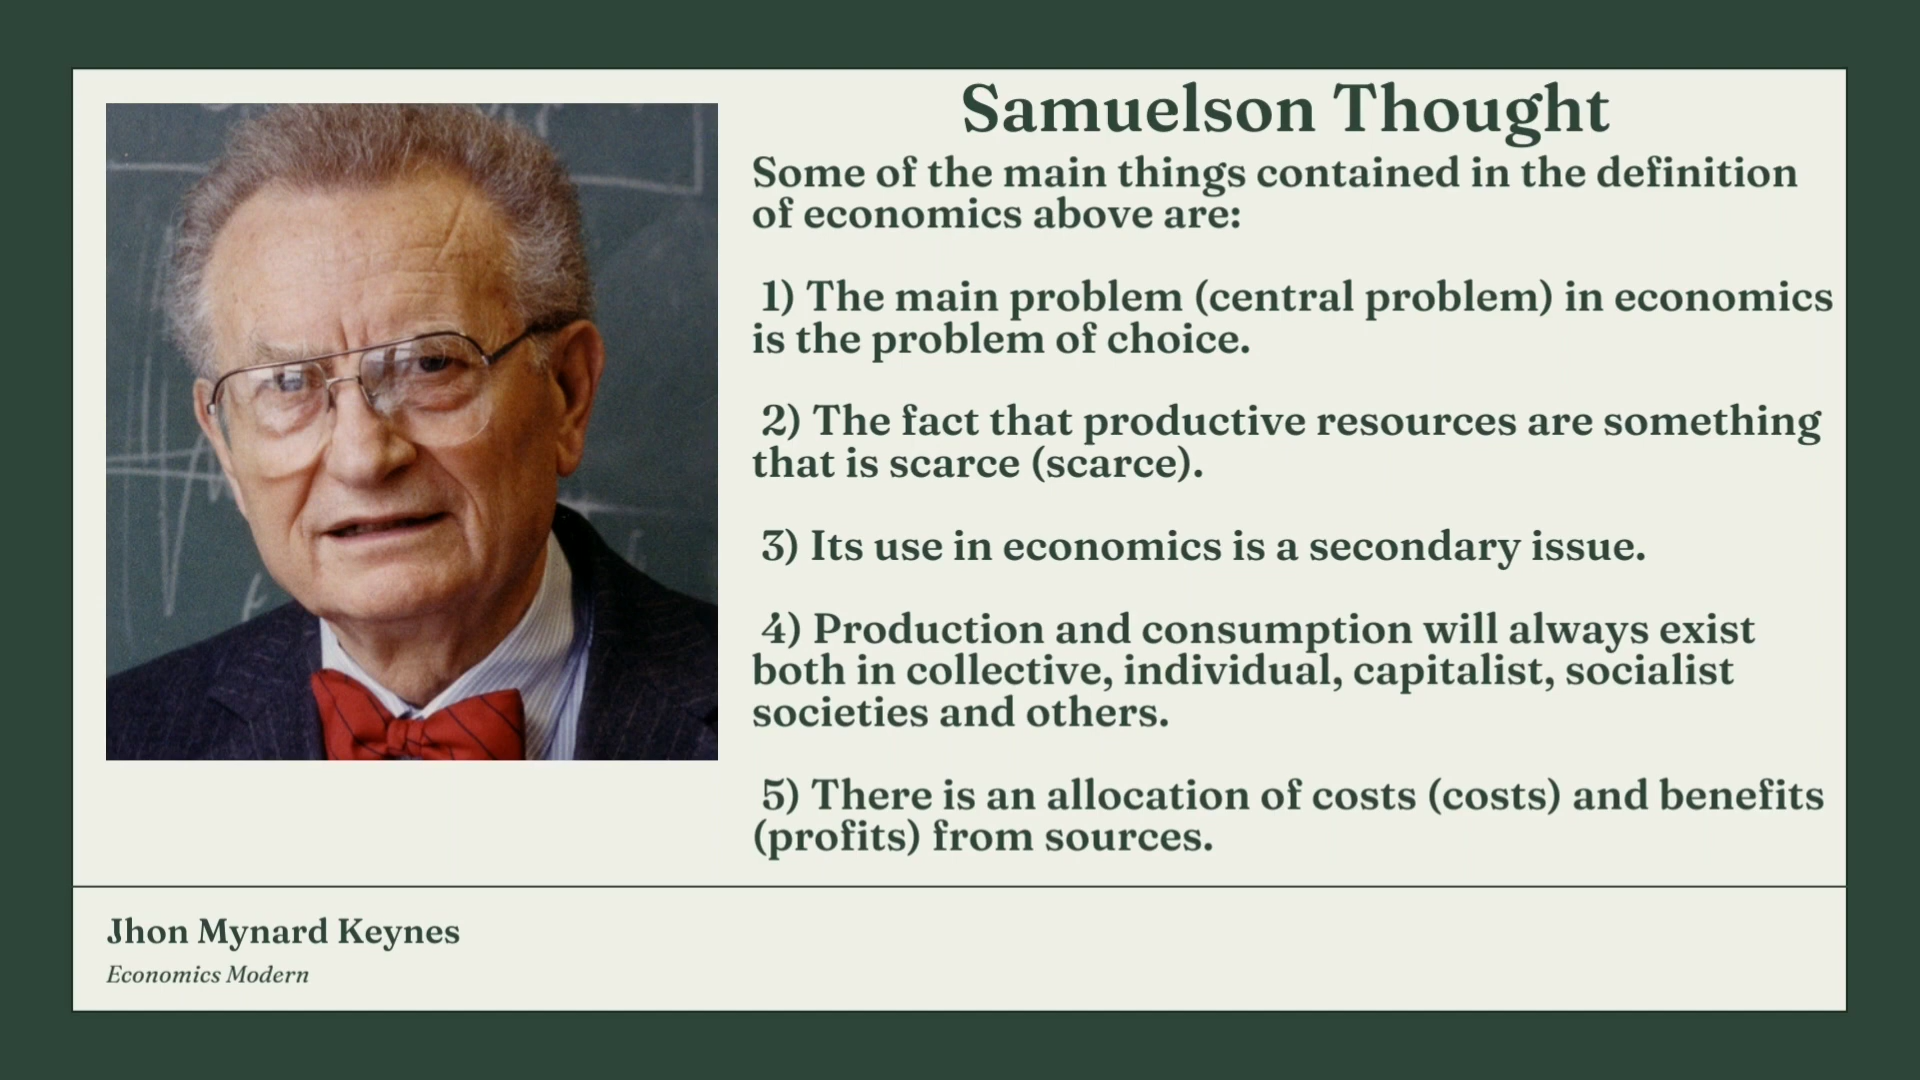 Samuelson Thought
Some of the main things contained in the definition
of economics above are:
1) The main problem (central problem) in economics
is the problem of choice.
2) The fact that productive resources are something
that is scarce (scarce).
3) Its use in economics is a secondary issue.
4) Production and consumption will always exist
both in collective, individual, capitalist, socialist
societies and others.
5) There is an allocation of costs (costs) and benefits
(profits) from sources.
Jhon Mynard Keynes
Economics Modern